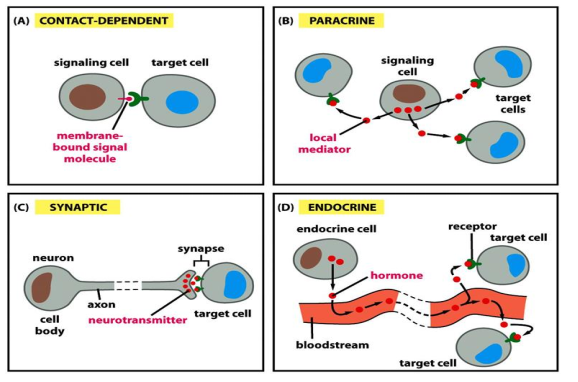 (A) CONTACT-DEPENDENT
signaling cell
target cell
membrane-
bound signal
molecule
(B) PARACRINE
signaling
cell
target
cells
local
mediator
(C) SYNAPTIC
neuron
synapse
axon
neurotransmitter
cell
body
target cell
(D) ENDOCRINE
endocrine cell
receptor
target cell
hormone
bloodstream
target cell